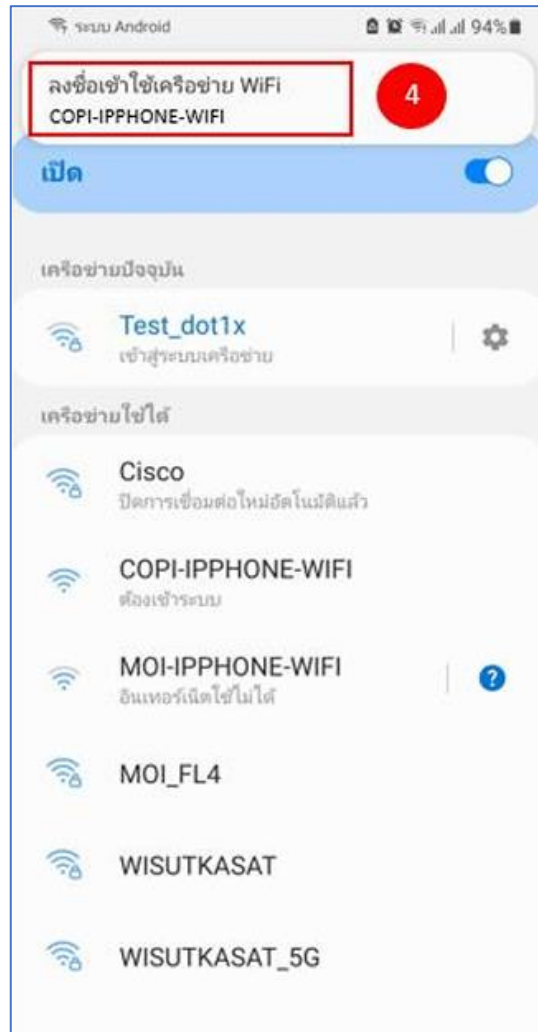 ระบบ Android 94%
ลงชื่อเข้าใช้เครือข่าย WiFi
COPI-IPPHONE-WIFI
4
เปิด
เครือข่ายปัจจุบัน
Test_dot1x
เข้าสู่ระบบเครือข่าย
เครือข่ายใช้ได้
Cisco
ปิดการเชื่อมต่อใหม่อัตโนมัติแล้ว
COPI-IPPHONE-WIFI
ต้องเข้าระบบ
MOI-IPPHONE-WIFI
อินเทอร์เน็ตใช้ไม่ได้
?
MOI_FL4
WISUTKASAT
WISUTKASAT_5G